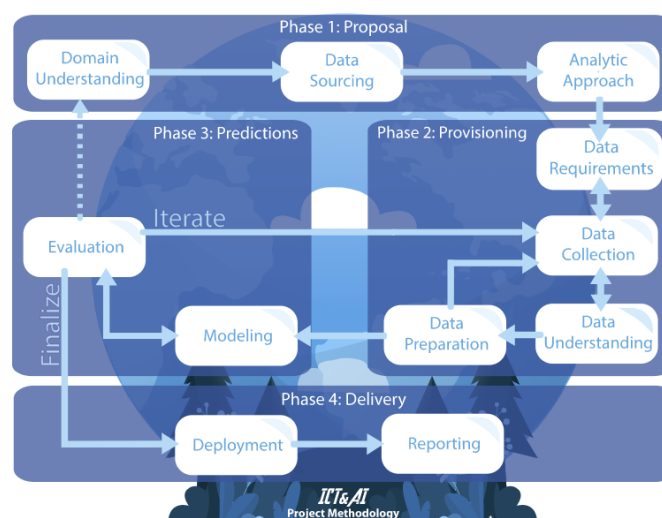 Phase 1: Proposal
Domain
Understanding
Data
Sourcing
Analytic
Approach
Phase 3: Predictions
Phase 2: Provisioning
Data
Requirements
Evaluation
Iterate
Data
Collection
Finalize
Modeling
Data
Preparation
Data
Understanding
Phase 4: Delivery
Deployment
Reporting
ICT&AI
Project Methodology